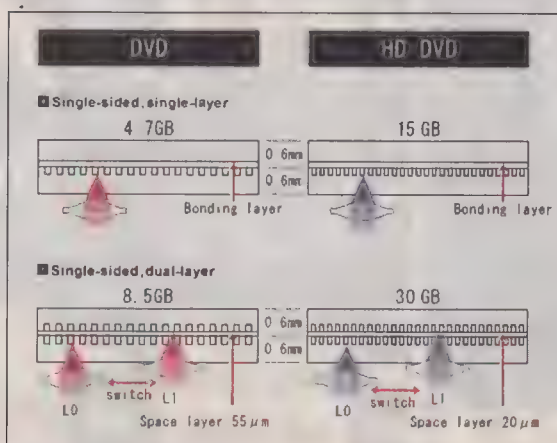 DVD
HD DVD
Single-sided, single-layer
4 7GB
15 GB
0 6mm
0 6mm
Bonding layer
Bonding layer
Single-sided, dual-layer
8.5GB
30 GB
0 6mm
0 6mm
L0
switch
L1
Space layer 55μm
L0
switch
L1
Space layer 20μm